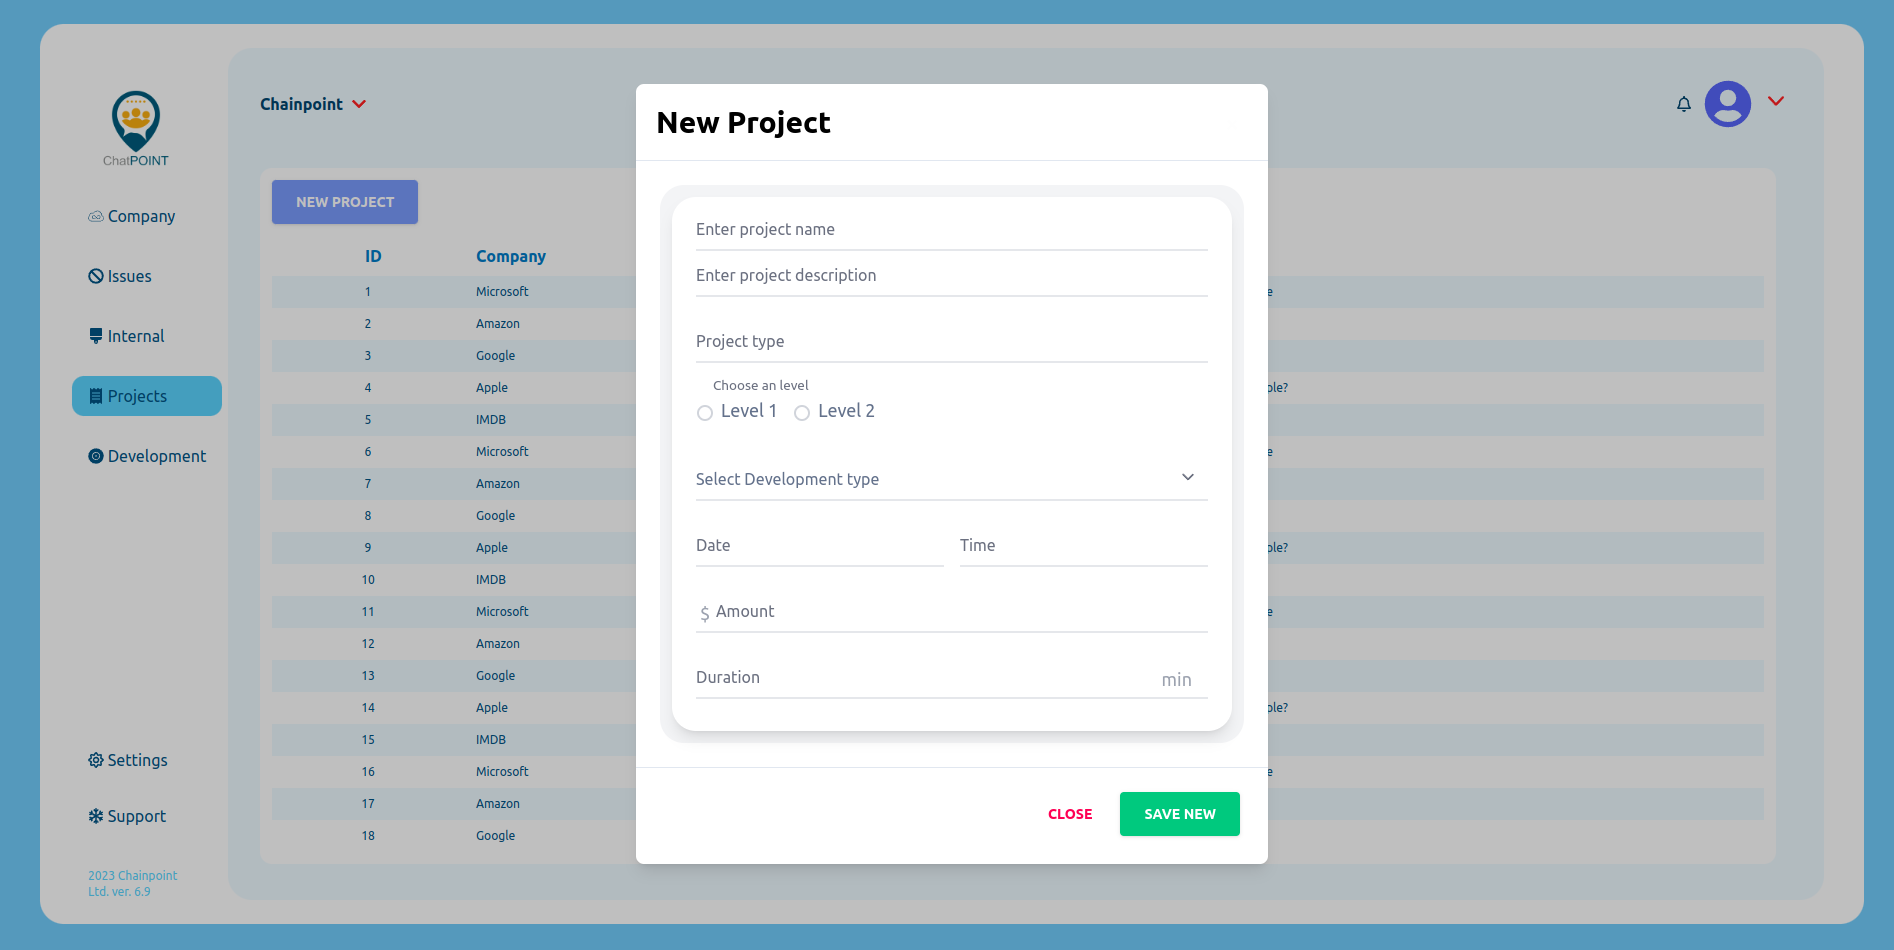 ChatPOINT
Company
Issues
Internal
Projects
Development
Settings
Support
2023 Chainpoint
Ltd. ver. 6.9
Chainpoint
NEW PROJECT
ID Company
1 Microsoft
2 Amazon
3 Google
4 Apple
5 IMDB
6 Microsoft
7 Amazon
8 Google
9 Apple
10 IMDB
11 Microsoft
12 Amazon
13 Google
14 Apple
15 IMDB
16 Microsoft
17 Amazon
18 Google
New Project
Enter project name
Enter project description
Project type
Choose an level
Level 1 Level 2
Select Development type
Date Time
$ Amount
Duration min
CLOSE SAVE NEW